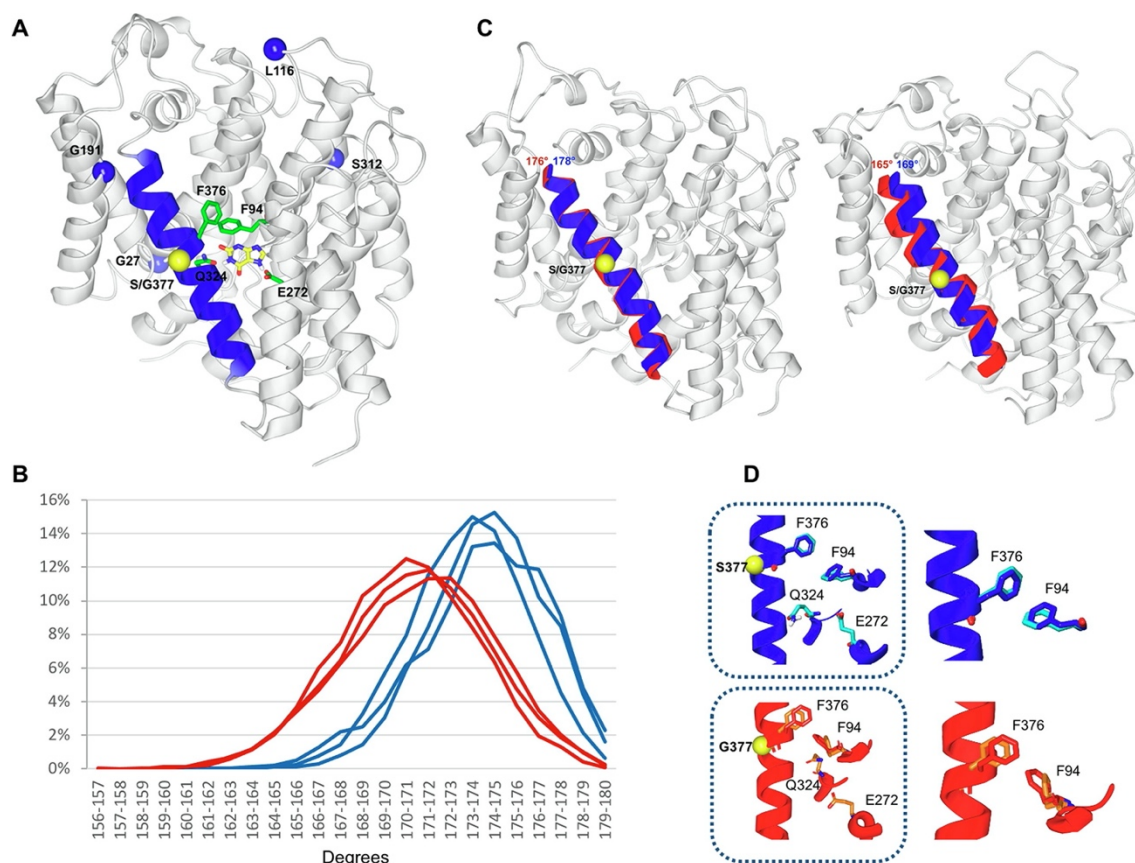 A
L116
G191
S312
F376
F94
G27
S/G377
Q324
E272
C
176° 178°
S/G377
165° 169°
S/G377
B
16%
14%
12%
10%
8%
6%
4%
2%
0%
156-157
157-158
158-159
159-160
160-161
161-162
162-163
163-164
164-165
165-166
166-167
167-168
168-169
169-170
170-171
171-172
172-173
173-174
174-175
175-176
176-177
177-178
178-179
179-180
Degrees
D
F376
S377
F94
Q324
E272
F376
F94
F376
G377
F94
Q324
E272
F376
F94